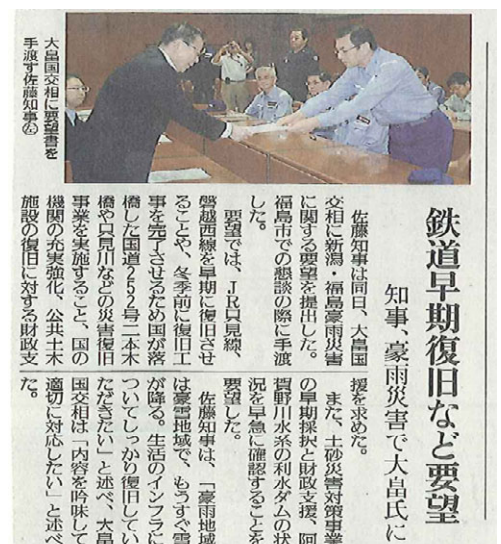 鉄道早期復旧など要望
知事、豪雨災害で大畠氏に
大畠国交相に要望書を
手渡す佐藤知事㊧
佐藤知事は同日、大畠国
交相に新潟・福島豪雨災害
に関する要望を提出した。
福島市での懇談の際に手渡
した。
要望では、JR只見線、
磐越西線を早期に復旧させ
ることや、冬季前に復旧工
事を完了させるため国が落
橋した国道252号二本木
橋や只見川などの災害復旧
事業を実施すること、国の
機関の充実強化、公共土木
施設の復旧に対する財政支
援を求めた。
また、土砂災害対策事業
の早期採択と財政支援、阿
賀野川水系の利水ダムの状
況を早急に確認することを
要望した。
佐藤知事は、「豪雨地域
は豪雪地域で、もうすぐ雪
が降る。生活のインフラに
ついてしっかり復旧してい
ただきたい」と述べ、大畠
国交相は「内容を吟味して
適切に対応したい」と述べ
た。